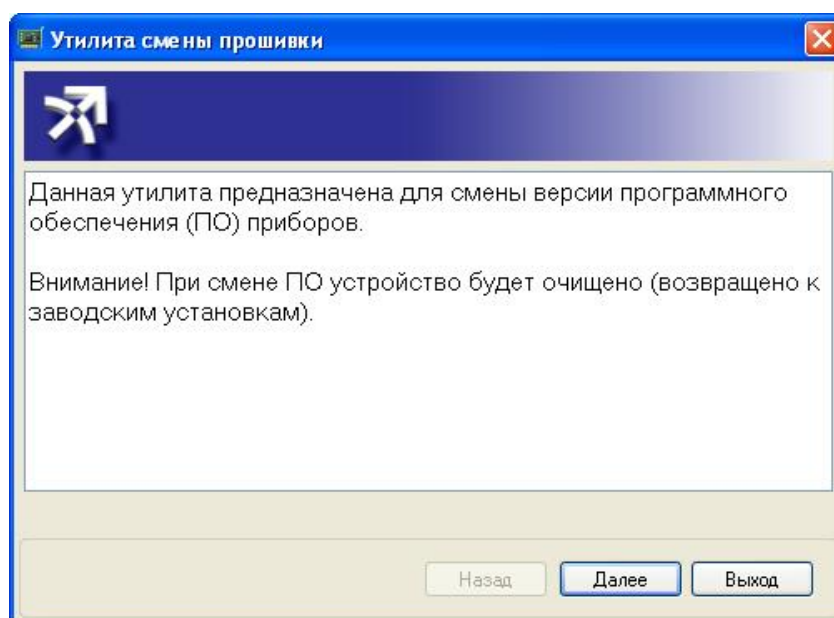 Утилита смены прошивки
Данная утилита предназначена для смены версии программного
обеспечения (ПО) приборов.
Внимание! При смене ПО устройство будет очищено (возвращено к
заводским установкам).
Назад
Далее
Выход